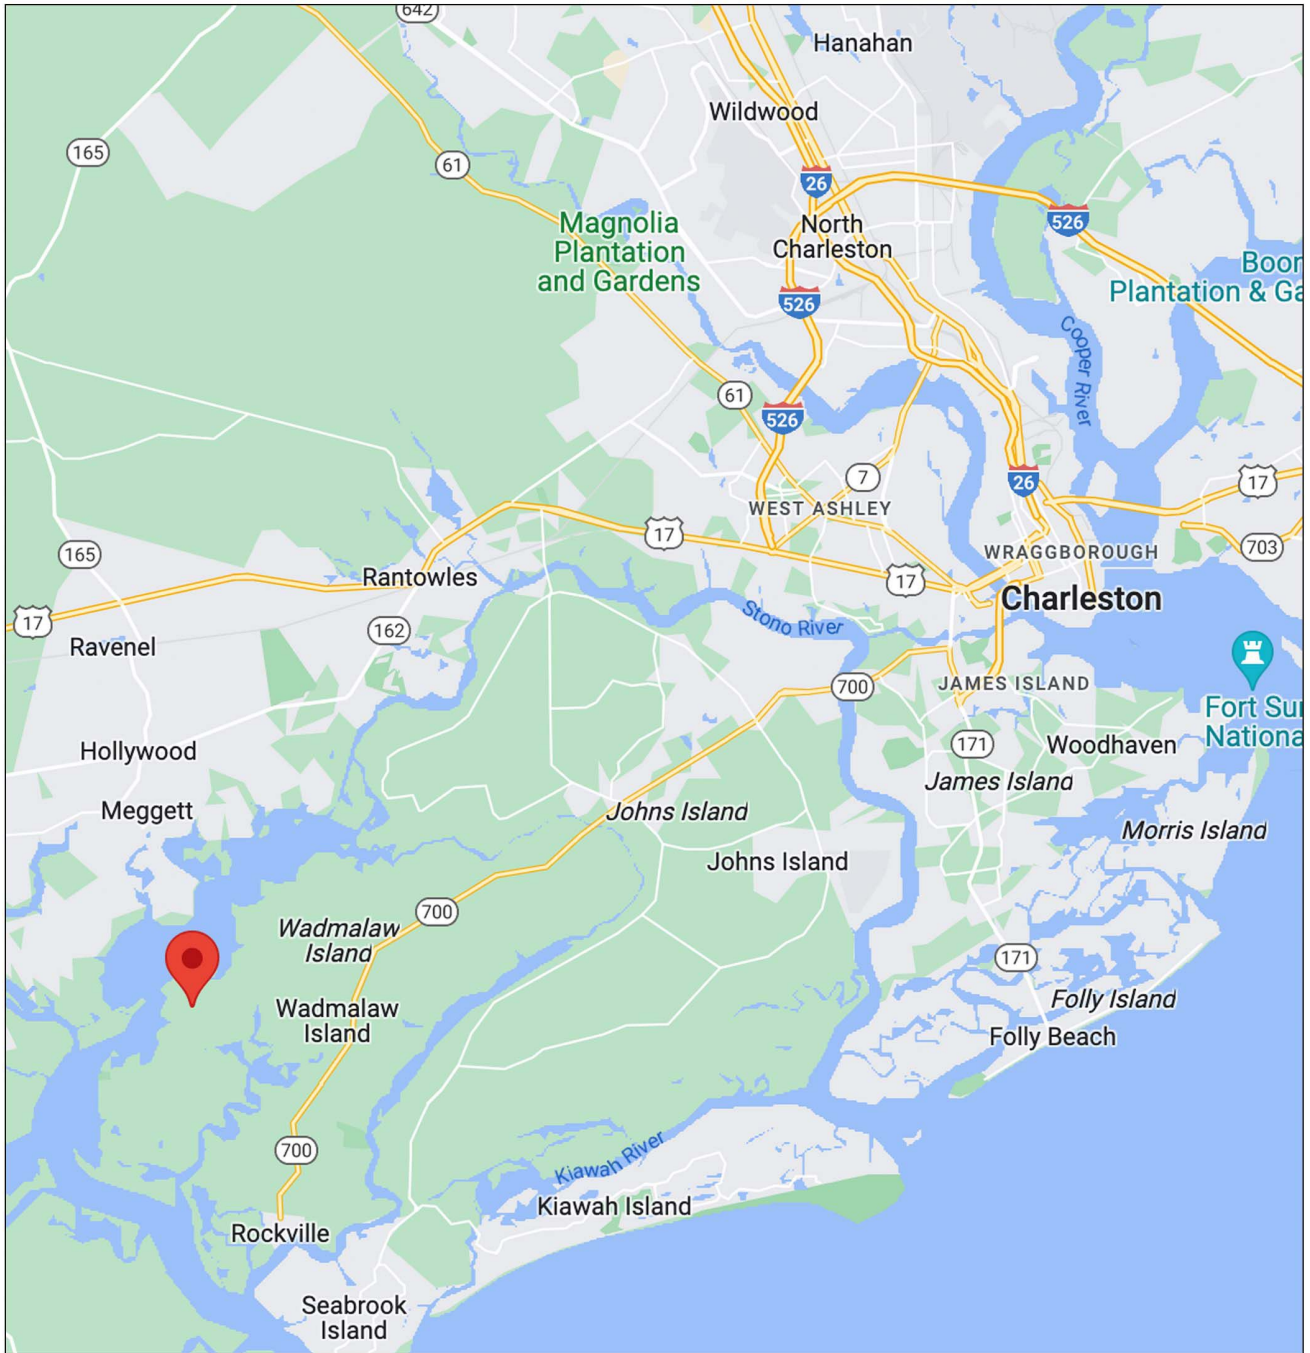 642
Hanahan
Wildwood
165
61
26
Magnolia
Plantation
and Gardens
North
Charleston
526
Boor
Plantation & Ga
526
Cooper River
61
526
7
26
17
WEST ASHLEY
17
703
165
WRAGGBOROUGH
Rantowles
17
Charleston
17
162
Stono River
Ravenel
700
JAMES ISLAND
Fort Sur
Nationa
Hollywood
171
Woodhaven
James Island
Meggett
Johns Island
Morris Island
Johns Island
700
Wadmalaw
Island
171
Wadmalaw
Island
Folly Island
Folly Beach
700
Kiawah River
Kiawah Island
Rockville
Seabrook
Island